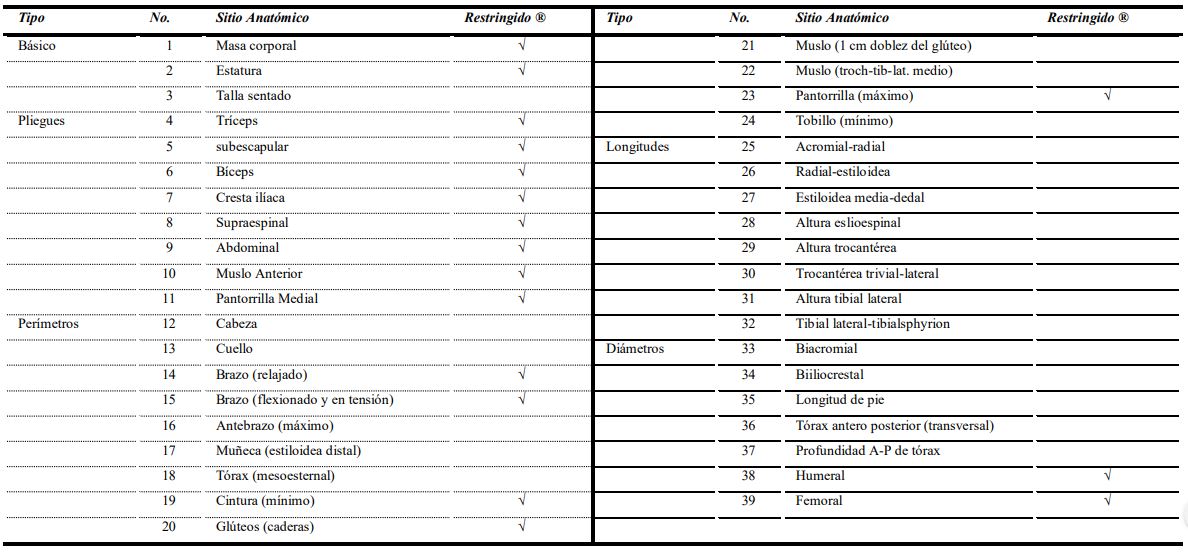 Tipo No. Sitio Anatómico Restringido ®
Básico 1 Masa corporal √
2 Estatura √
3 Talla sentado
Pliegues 4 Tríceps √
5 subescapular √
6 Bíceps √
7 Cresta ilíaca √
8 Supraespinal √
9 Abdominal √
10 Muslo Anterior √
11 Pantorrilla Medial √
Perímetros 12 Cabeza
13 Cuello
14 Brazo (relajado) √
15 Brazo (flexionado y en tensión) √
16 Antebrazo (máximo)
17 Muñeca (estiloidea distal)
18 Tórax (mesoesternal)
19 Cintura (mínimo) √
20 Glúteos (caderas) √
Tipo No. Sitio Anatómico Restringido ®
21 Muslo (1 cm doblez del glúteo)
22 Muslo (troch-tib-lat. medio)
23 Pantorrilla (máximo) √
24 Tobillo (mínimo)
Longitudes 25 Acromial-radial
26 Radial-estiloidea
27 Estiloidea media-dedal
28 Altura eslioespinal
29 Altura trocantérea
30 Trocantérea trivial-lateral
31 Altura tibial lateral
32 Tibial lateral-tibialsphyrion
Diámetros 33 Biacromial
34 Biiliocrestal
35 Longitud de pie
36 Tórax antero posterior (transversal)
37 Profundidad A-P de tórax
38 Humeral √
39 Femoral √